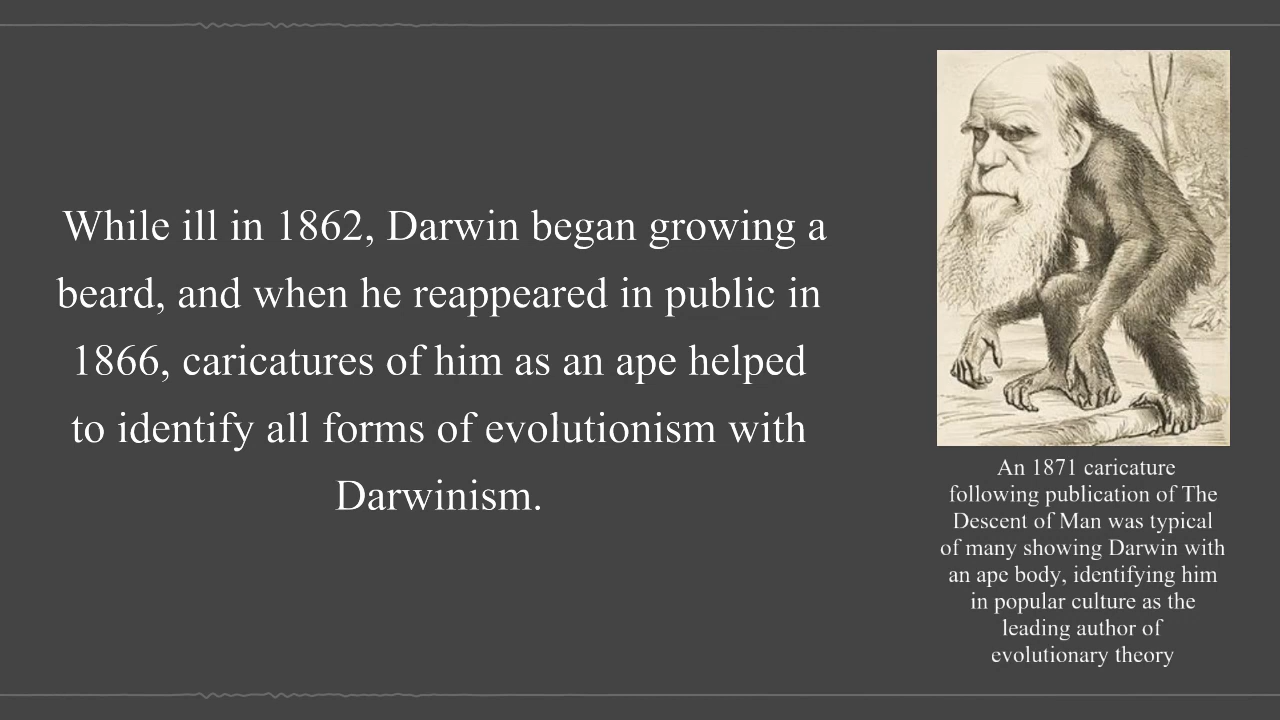 While ill in 1862, Darwin began growing a
beard, and when he reappeared in public in
1866, caricatures of him as an ape helped
to identify all forms of evolutionism with
Darwinism.
An 1871 caricature
following publication of The
Descent of Man was typical
of many showing Darwin with
an ape body, identifying him
in popular culture as the
leading author of
evolutionary theory